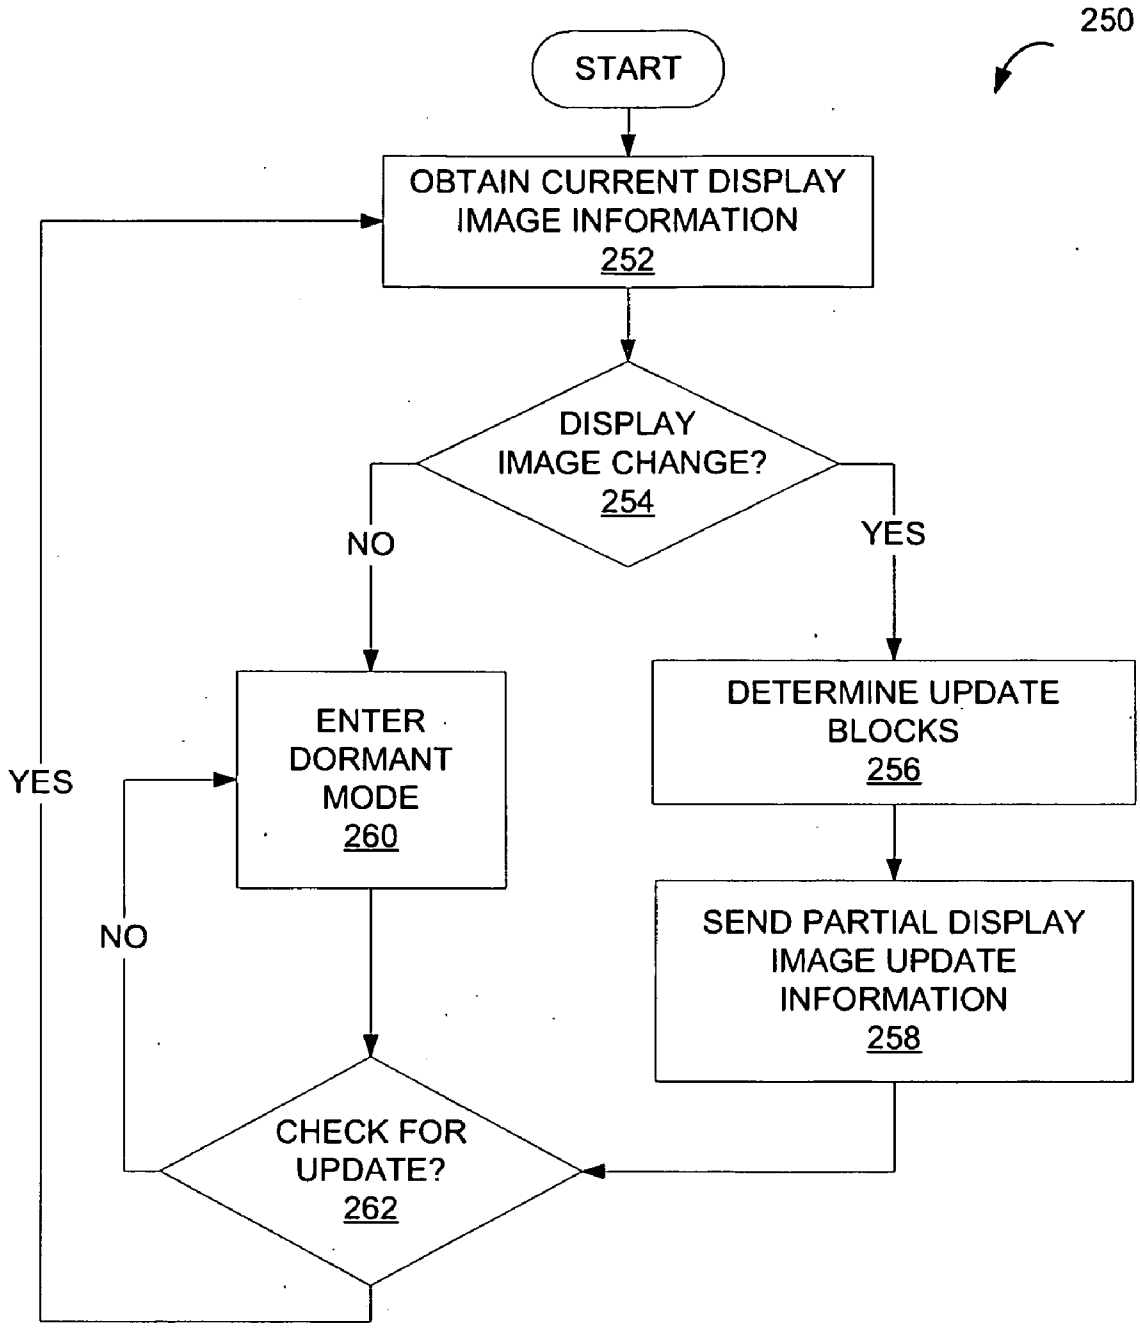 250
START
OBTAIN CURRENT DISPLAY
IMAGE INFORMATION
252
DISPLAY
IMAGE CHANGE?
254
NO
YES
DETERMINE UPDATE
BLOCKS
256
ENTER
DORMANT
MODE
260
YES
NO
SEND PARTIAL DISPLAY
IMAGE UPDATE
INFORMATION
258
CHECK FOR
UPDATE?
262